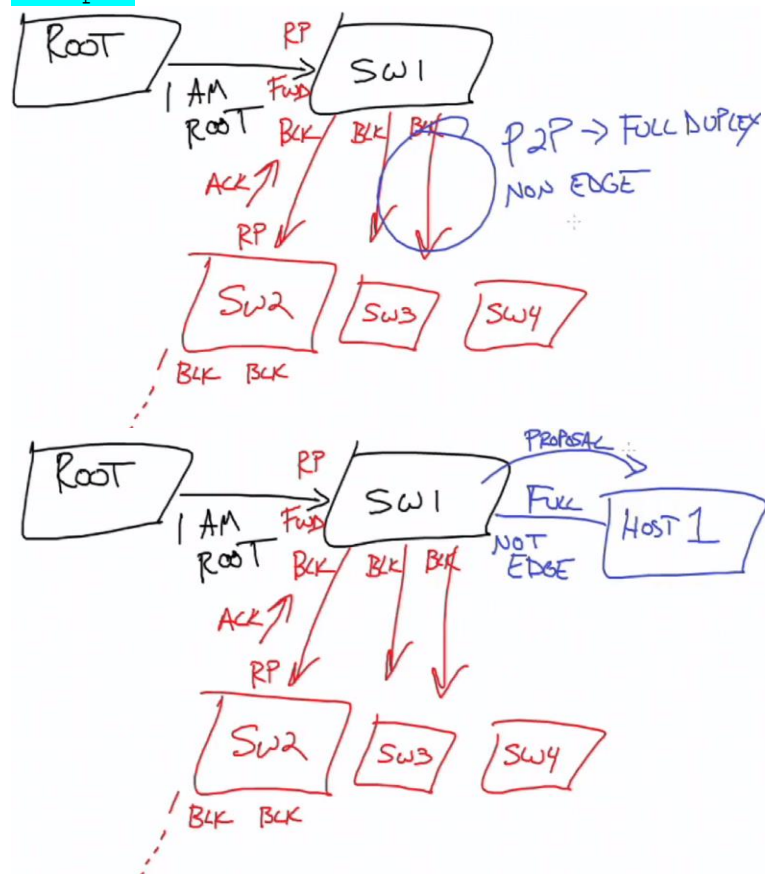 ROOT
RP
SW1
I AM
ROOT
FWD
BLK
BLK
BLK
P2P → FULL DUPLEX
NON EDGE
ACK
RP
SW2
SW3
SW4
BLK BLK
PROPOSAL
ROOT
RP
SW1
FULL
HOST 1
I AM
ROOT
FWD
NOT
EDGE
BLK
BLK
BLK
ACK
RP
SW2
SW3
SW4
BLK BLK